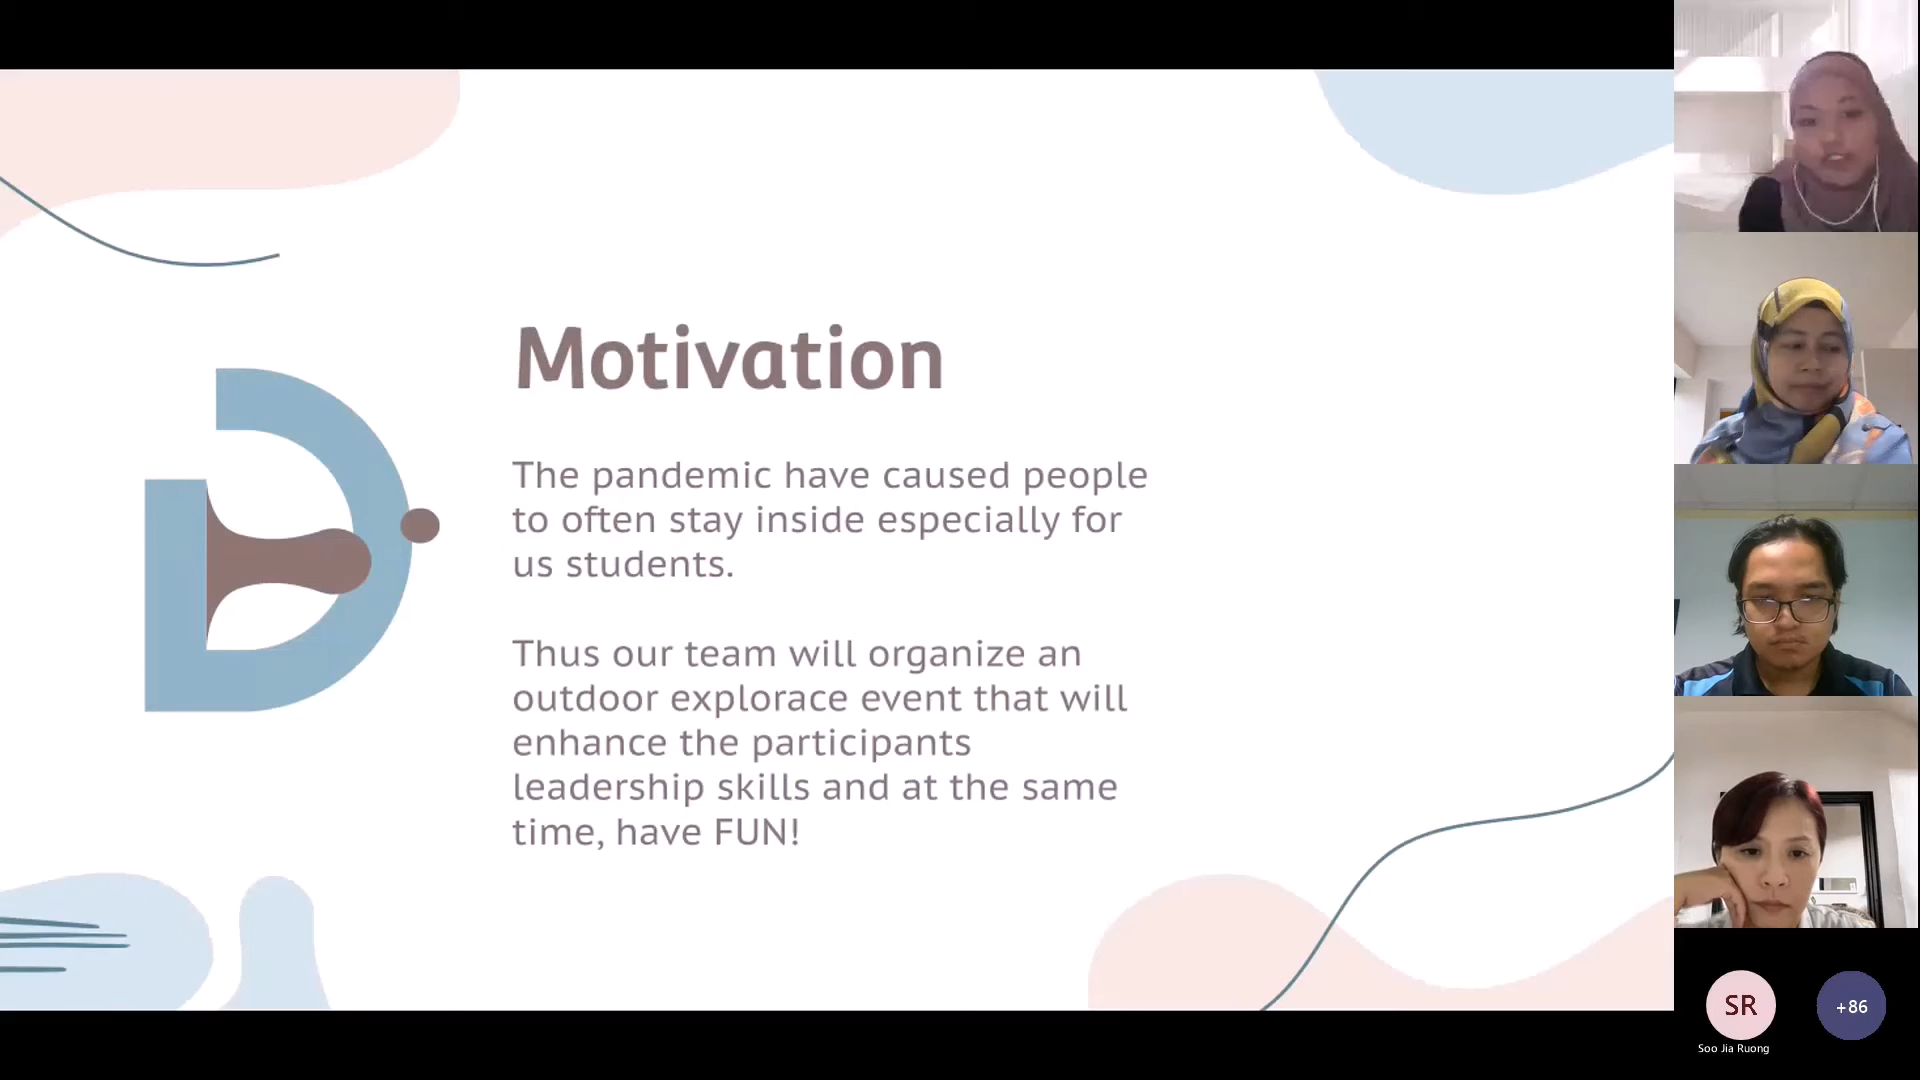 Motivation
The pandemic have caused people
to often stay inside especially for
us students.
Thus our team will organize an
outdoor explorace event that will
enhance the participants
leadership skills and at the same
time, have FUN!
SR
+86
Soo Jia Ruong